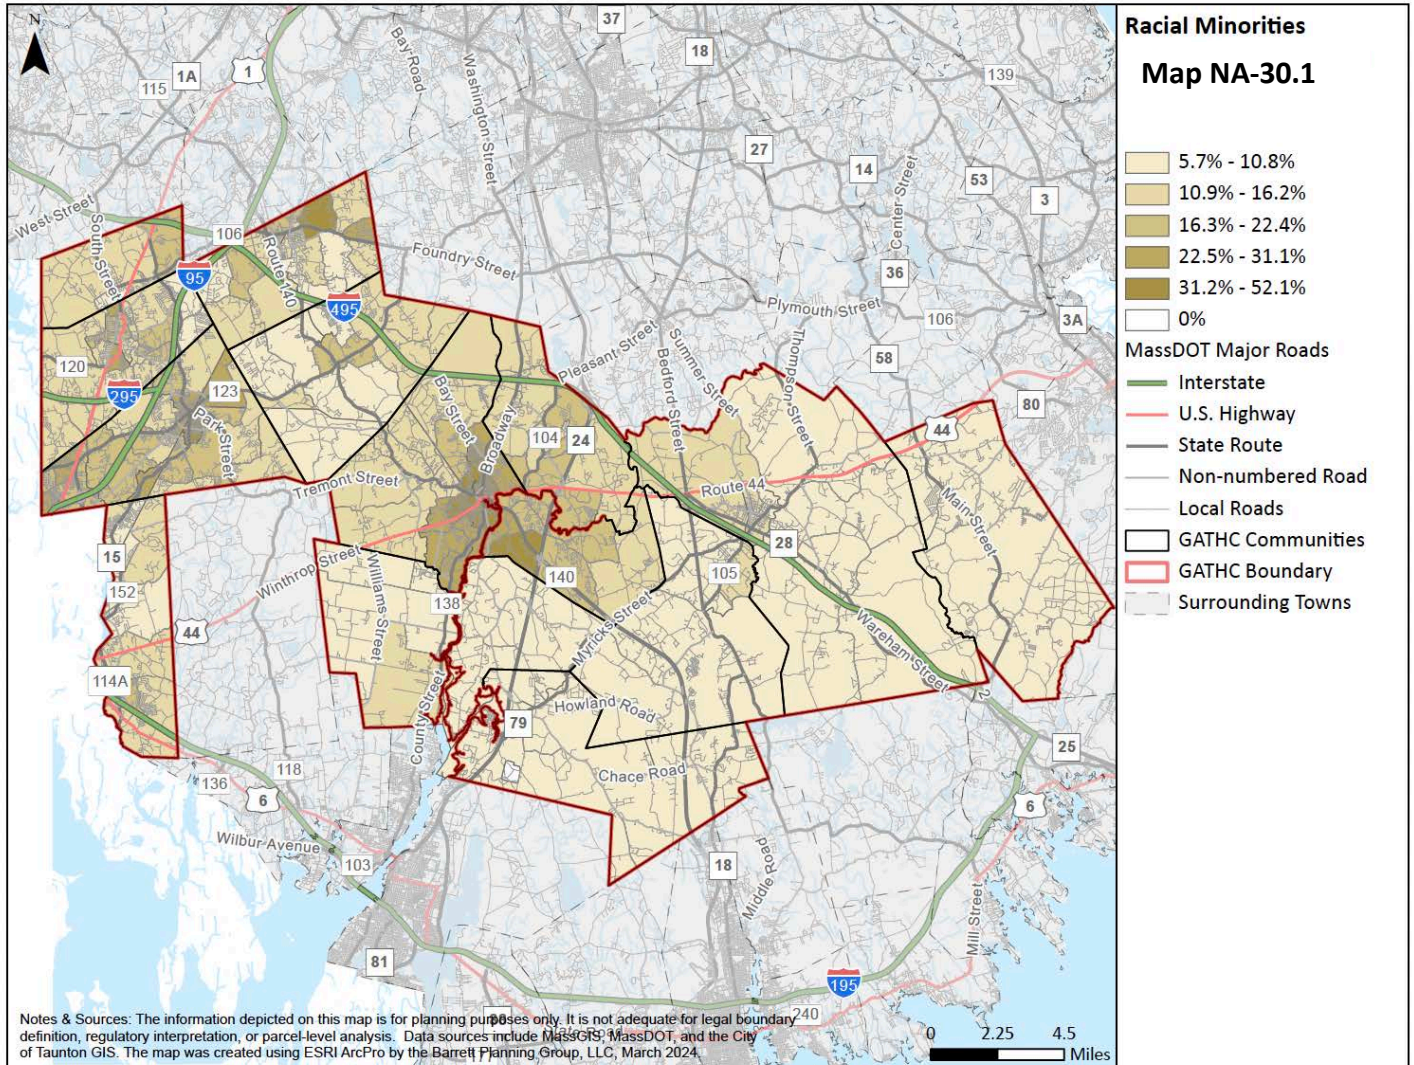 Racial Minorities
Map NA-30.1
5.7% - 10.8%
10.9% - 16.2%
16.3% - 22.4%
22.5% - 31.1%
31.2% - 52.1%
0%
MassDOT Major Roads
Interstate
U.S. Highway
State Route
Non-numbered Road
Local Roads
GATHC Communities
GATHC Boundary
Surrounding Towns
N
37
18
1
1A
115
Bay Road
Washington Street
139
27
14
53
3
Center Street
36
West Street
South Street
106
Route 140
Foundry Street
95
495
Plymouth Street
106
3A
58
80
Pleasant Street
Summer Street
Bedford Street
Thompson Street
120
295
123
Park Street
Bay Street
Broadway
104
24
44
Tremont Street
Route 44
Main Street
15
152
Winthrop Street
Williams Street
138
140
28
105
44
114A
Myricks Street
Wareham Street
County Street
79
Howland Road
Chace Road
2
25
136
118
6
6
Wilbur Avenue
103
18
Middle Road
Mill Street
81
195
240
State Road
177
Notes & Sources: The information depicted on this map is for planning purposes only. It is not adequate for legal boundary
definition, regulatory interpretation, or parcel-level analysis. Data sources include MassGIS, MassDOT, and the City
of Taunton GIS. The map was created using ESRI ArcPro by the Barrett Planning Group, LLC, March 2024.
0 2.25 4.5
Miles